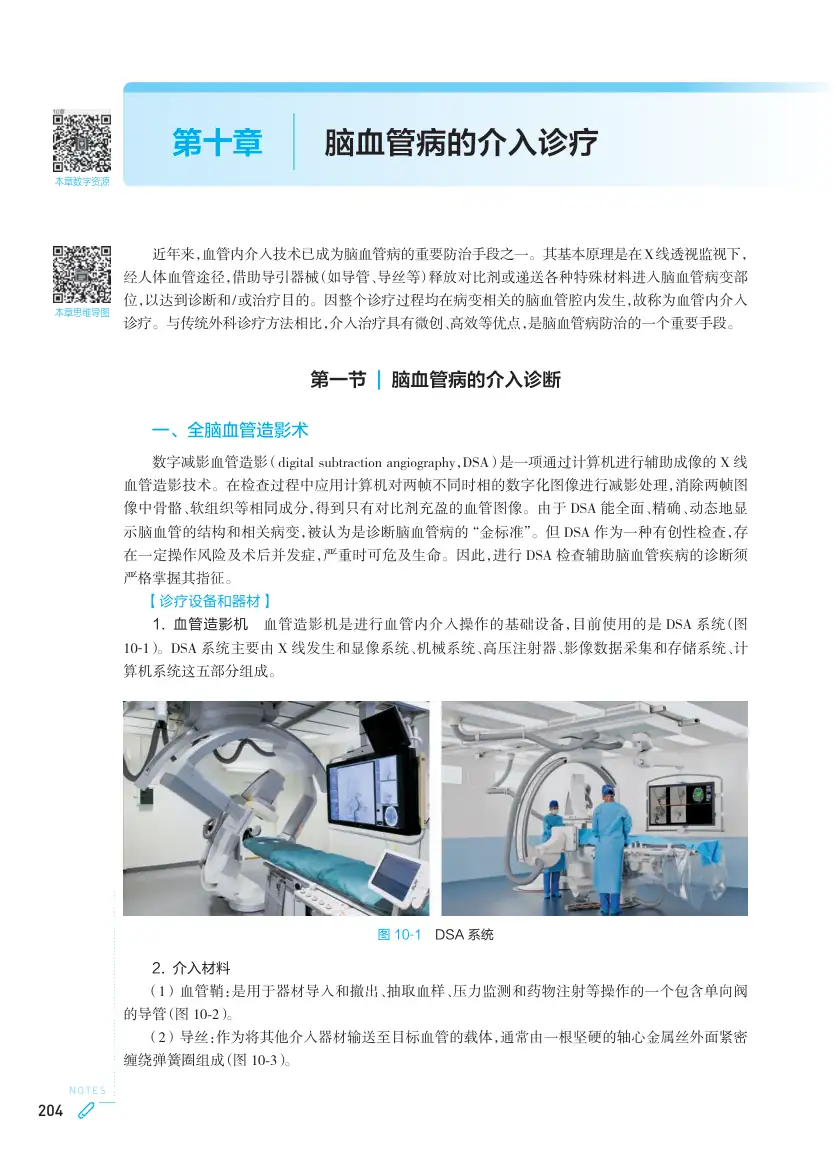 第十章
脑血管病的介入诊疗
本章数字资源
本章思维导图
近年来,血管内介入技术已成为脑血管病的重要防治手段之一。其基本原理是在X线透视监视下,
经人体血管途径,借助导引器械(如导管、导丝等)释放对比剂或递送各种特殊材料进入脑血管病变部
位,以达到诊断和/或治疗目的。因整个诊疗过程均在病变相关的脑血管腔内发生,故称为血管内介入
诊疗。与传统外科诊疗方法相比,介入治疗具有微创、高效等优点,是脑血管病防治的一个重要手段。
第一节 | 脑血管病的介入诊断
一、全脑血管造影术
数字减影血管造影(digital subtraction angiography,DSA)是一项通过计算机进行辅助成像的 X 线
血管造影技术。在检查过程中应用计算机对两帧不同时相的数字化图像进行减影处理,消除两帧图
像中骨骼、软组织等相同成分,得到只有对比剂充盈的血管图像。由于 DSA 能全面、精确、动态地显
示脑血管的结构和相关病变,被认为是诊断脑血管病的“金标准”。但 DSA 作为一种有创性检查,存
在一定操作风险及术后并发症,严重时可危及生命。因此,进行 DSA 检查辅助脑血管疾病的诊断须
严格掌握其指征。
【诊疗设备和器材】
1. 血管造影机 血管造影机是进行血管内介入操作的基础设备,目前使用的是 DSA 系统(图
10-1)。DSA 系统主要由 X 线发生和显像系统、机械系统、高压注射器、影像数据采集和存储系统、计
算机系统这五部分组成。
图 10-1 DSA 系统
2. 介入材料
(1)血管鞘:是用于器材导入和撤出、抽取血样、压力监测和药物注射等操作的一个包含单向阀
的导管(图 10-2)。
(2)导丝:作为将其他介入器材输送至目标血管的载体,通常由一根坚硬的轴心金属丝外面紧密
缠绕弹簧圈组成(图 10-3)。
NOTES
204